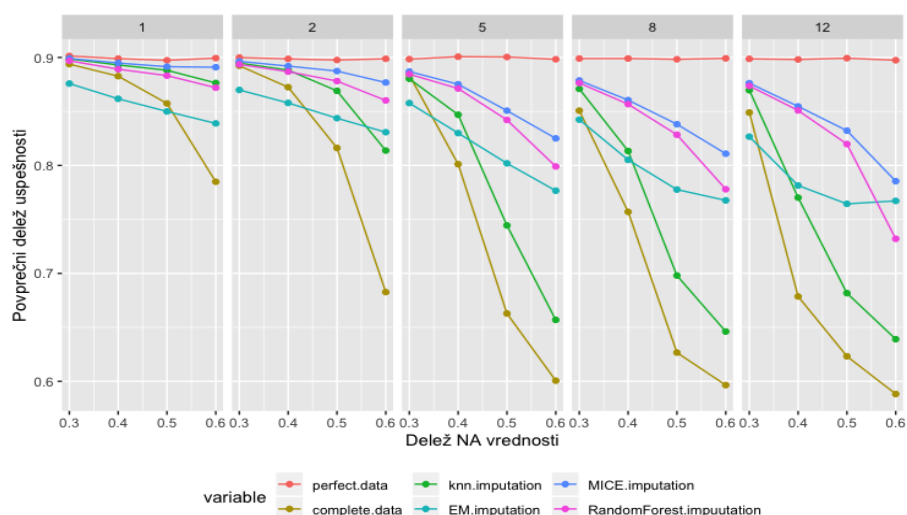 1 2 5 8 12
Povprečni delež uspešnosti
0.9
0.8
0.7
0.6
0.3 0.4 0.5 0.6 0.3 0.4 0.5 0.6 0.3 0.4 0.5 0.6 0.3 0.4 0.5 0.6 0.3 0.4 0.5 0.6
Delež NA vrednosti
variable
perfect.data knn.imputation MICE.imputation
complete.data EM.imputation RandomForest.impuutation